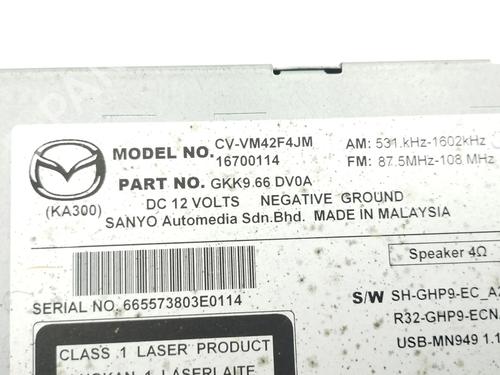 MODEL NO. CV-VM42F4JM
16700114
AM: 531.kHz-1602kHz
FM: 87.5MHz-108 MHz
PART NO. GKK9.66 DV0A
(KA300)
DC 12 VOLTS NEGATIVE GROUND
SANYO Automedia Sdn.Bhd. MADE IN MALAYSIA
Speaker 4Ω
SERIAL NO. 665573803E0114
S/W SH-GHP9-EC_A2
R32-GHP9-ECN
USB-MN949 1.1
CLASS 1 LASER PRODUCT